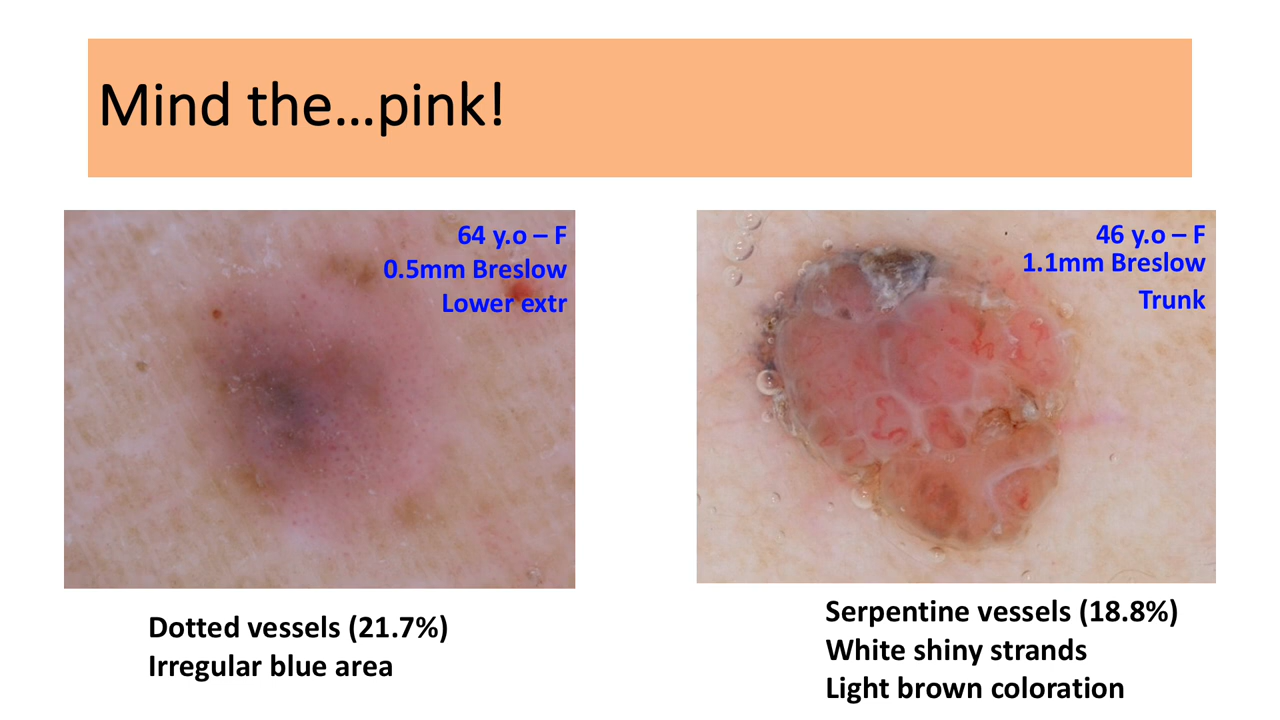 Mind the...pink!
64 y.o – F
0.5mm Breslow
Lower extr
46 y.o – F
1.1mm Breslow
Trunk
Dotted vessels (21.7%)
Irregular blue area
Serpentine vessels (18.8%)
White shiny strands
Light brown coloration